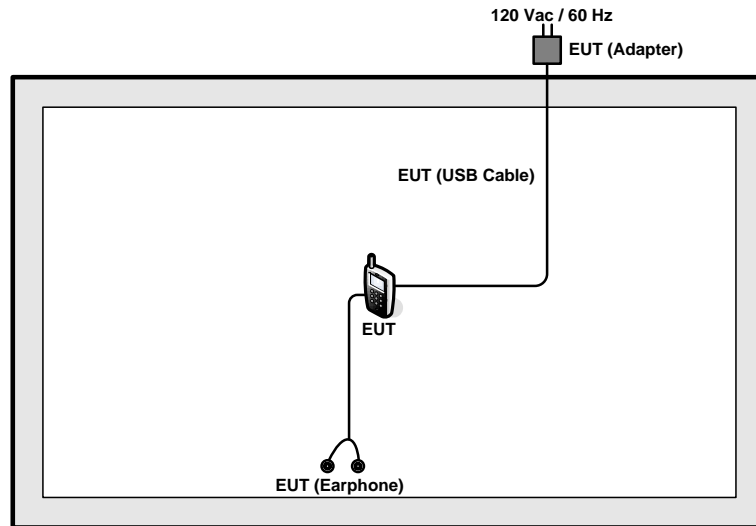 120 Vac / 60 Hz
EUT (Adapter)
EUT (USB Cable)
EUT
EUT (Earphone)